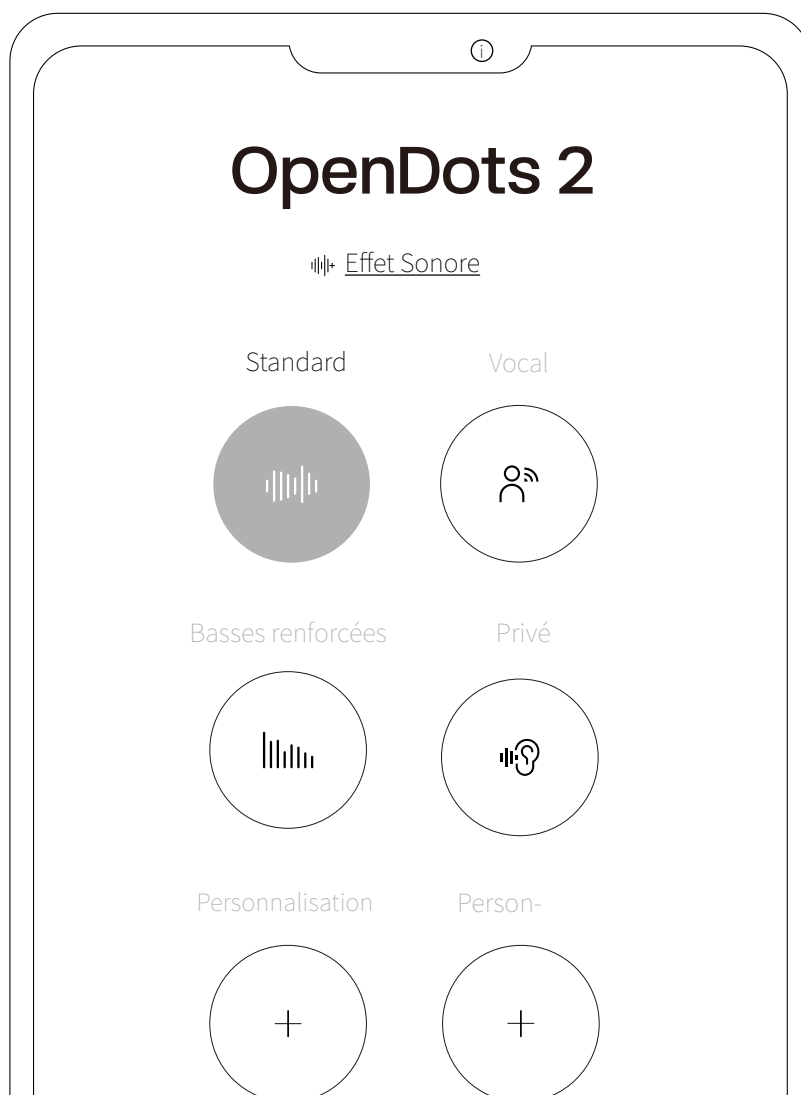 OpenDots 2
Effet Sonore
Standard
Vocal
Basses renforcées
Privé
Personnalisation
Person-